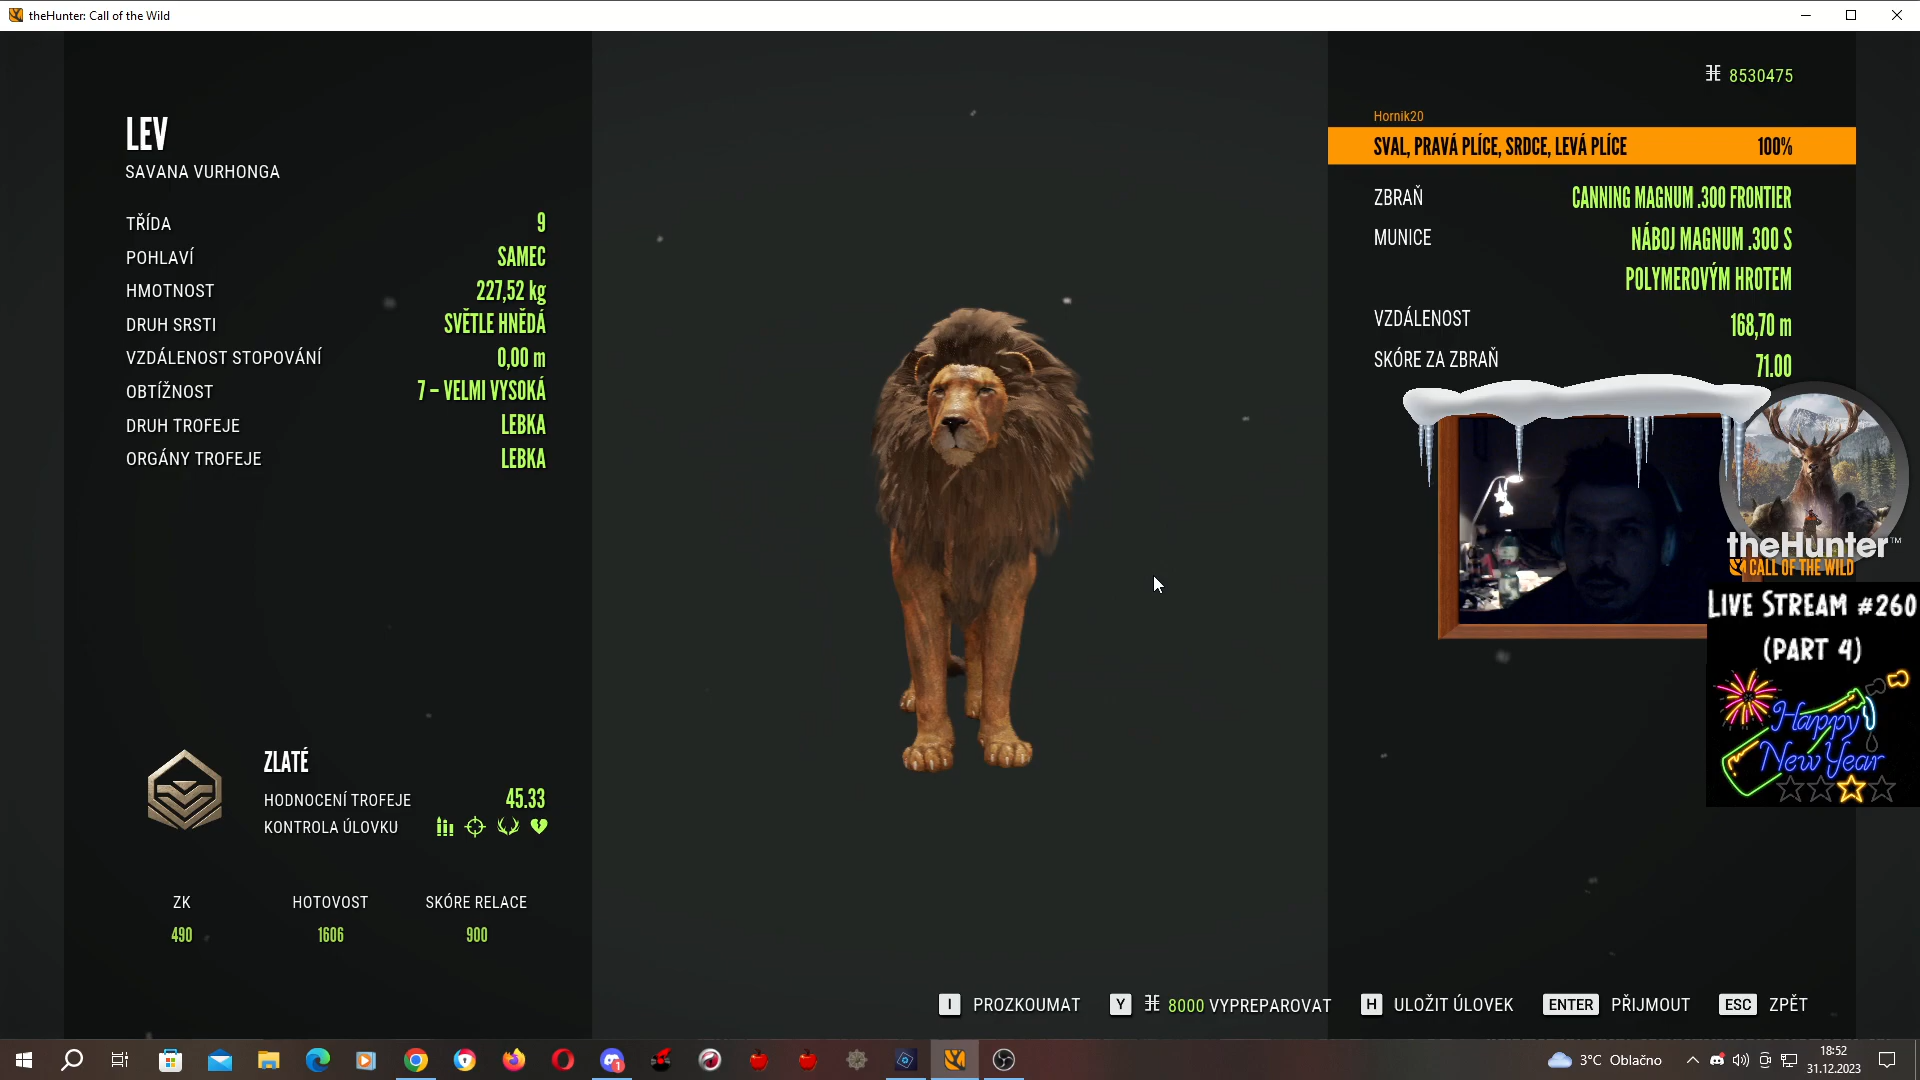 theHunter: Call of the Wild
8530475
LEV
SAVANA VURHONGA
TŘÍDA 9
POHLAVÍ SAMEC
HMOTNOST 227,52 kg
DRUH SRSTI SVĚTLE HNĚDÁ
VZDÁLENOST STOPOVÁNÍ 0,00 m
OBTÍŽNOST 7 – VELMI VYSOKÁ
DRUH TROFEJE LEBKA
ORGÁNY TROFEJE LEBKA
ZLATÉ
HODNOCENÍ TROFEJE 45.33
KONTROLA ÚLOVKU
ZK HOTOVOST SKÓRE RELACE
490 1606 900
Hornik20
SVAL, PRAVÁ PLÍCE, SRDCE, LEVÁ PLÍCE 100%
ZBRAŇ CANNING MAGNUM .300 FRONTIER
MUNICE NÁBOJ MAGNUM .300 S
POLYMEROVÝM HROTEM
VZDÁLENOST 168,70 m
SKÓRE ZA ZBRAŇ 71.00
theHunter™
CALL OF THE WILD
LIVE STREAM #260
(PART 4)
Happy
New Year
I PROZKOUMAT Y 8000 VYPREPAROVAT H ULOŽIT ÚLOVEK ENTER PŘIJMOUT ESC ZPĚT
1
3°C Oblačno
18:52
31.12.2023